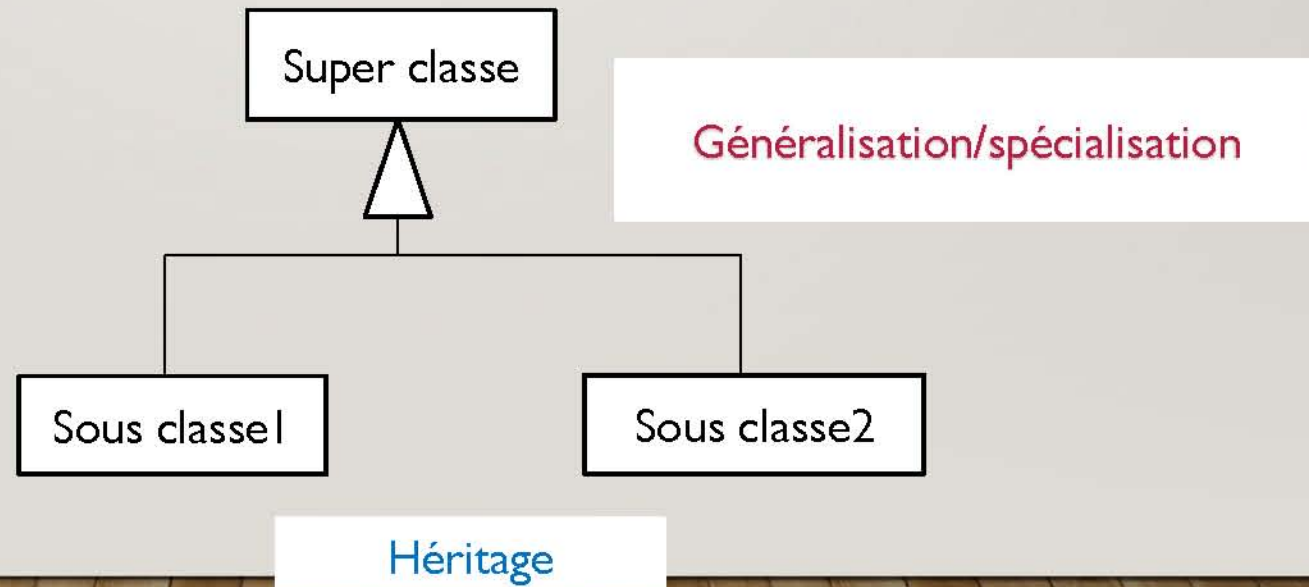 Super classe
Généralisation/spécialisation
Sous classe1
Sous classe2
Héritage